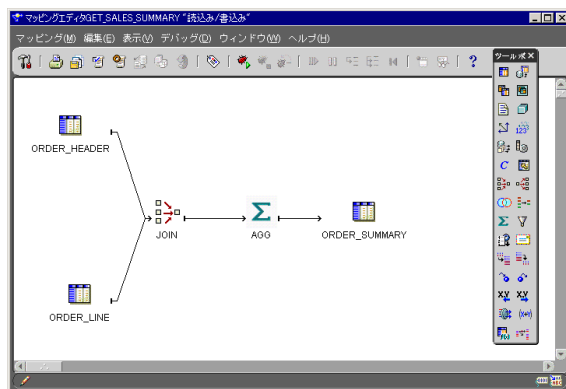 マッピングエディタGET_SALES_SUMMARY "読込み/書込み"
マッピング(M) 編集(E) 表示(V) デバッグ(D) ウィンドウ(W) ヘルプ(H)
ORDER_HEADER
JOIN
AGG
ORDER_SUMMARY
ORDER_LINE
123
C
X.Y
X.Y
(x+y)